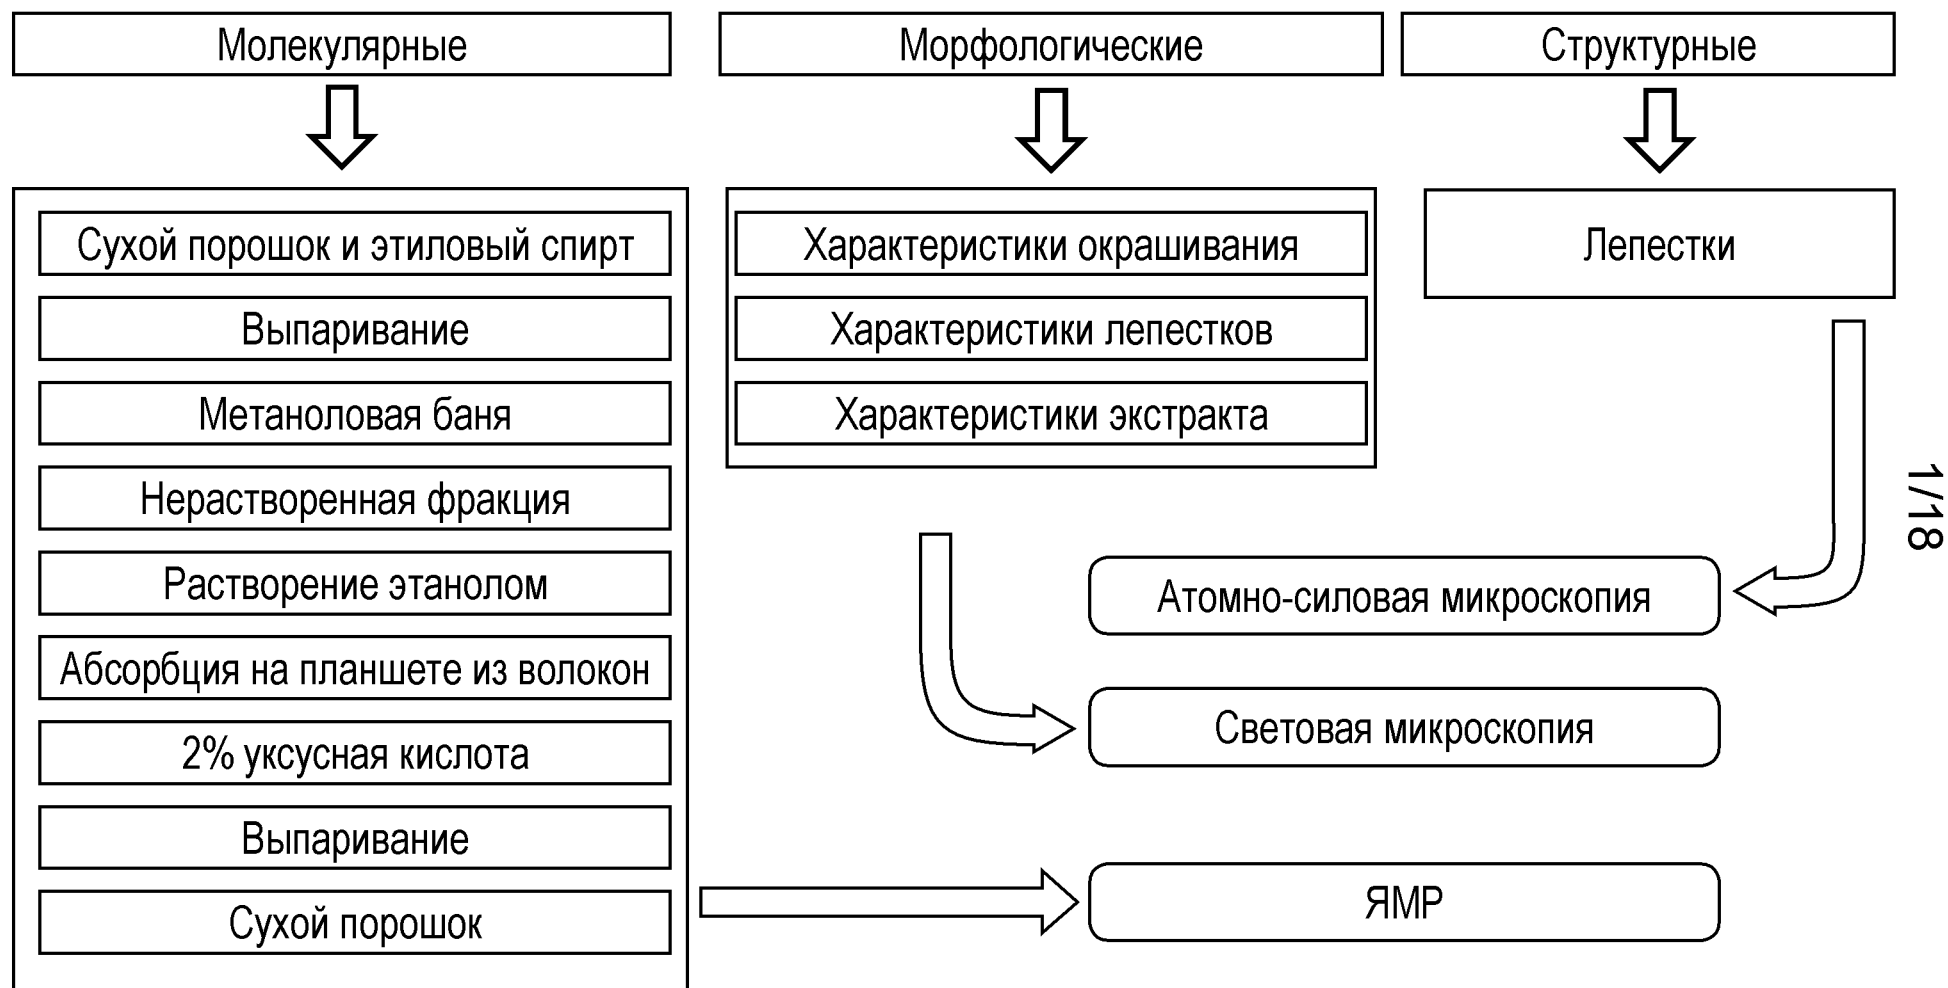 Молекулярные
Сухой порошок и этиловый спирт
Выпаривание
Метаноловая баня
Нерастворенная фракция
Растворение этанолом
Абсорбция на планшете из волокон
2% уксусная кислота
Выпаривание
Сухой порошок
Морфологические
Характеристики окрашивания
Характеристики лепестков
Характеристики экстракта
Структурные
Лепестки
Атомно-силовая микроскопия
Световая микроскопия
ЯМР
1/18